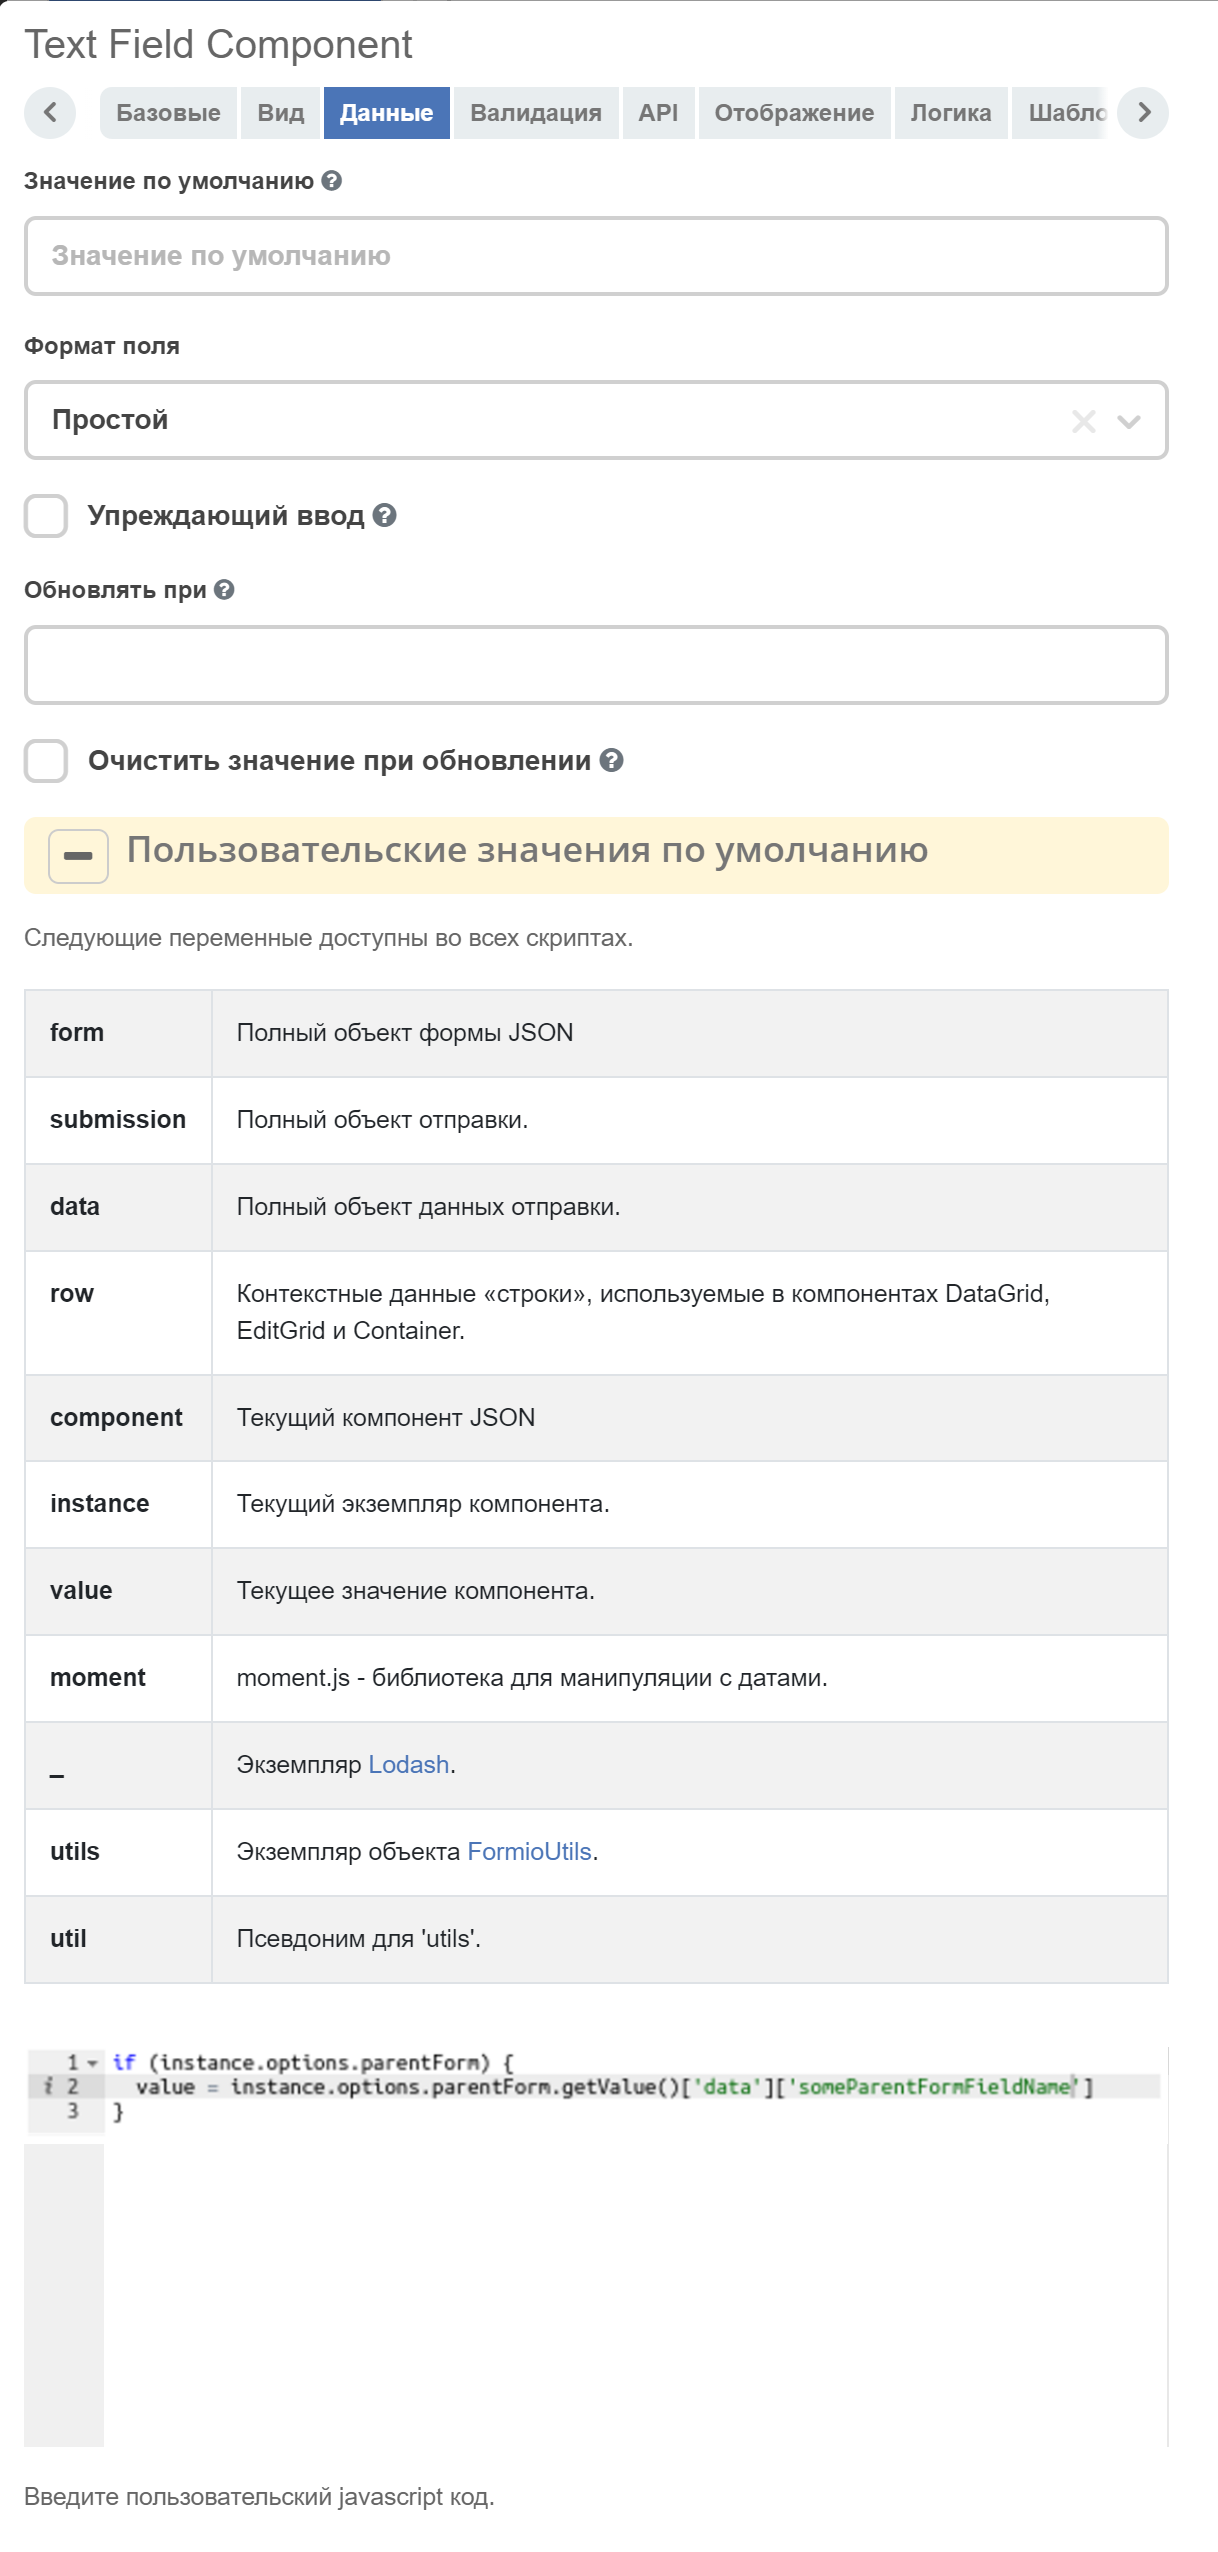 Text Field Component
Базовые Вид Данные Валидация API Отображение Логика Шабло
Значение по умолчанию
Значение по умолчанию
Формат поля
Простой
Упреждающий ввод
Обновлять при
Очистить значение при обновлении
Пользовательские значения по умолчанию
Следующие переменные доступны во всех скриптах.
form Полный объект формы JSON
submission Полный объект отправки.
data Полный объект данных отправки.
row Контекстные данные «строки», используемые в компонентах DataGrid,
EditGrid и Container.
component Текущий компонент JSON
instance Текущий экземпляр компонента.
value Текущее значение компонента.
moment moment.js - библиотека для манипуляции с датами.
_ Экземпляр Lodash.
utils Экземпляр объекта FormioUtils.
util Псевдоним для 'utils'.
1 if (instance.options.parentForm) {
i 2 value = instance.options.parentForm.getValue()['data']['someParentFormFieldName']
3 }
Введите пользовательский javascript код.